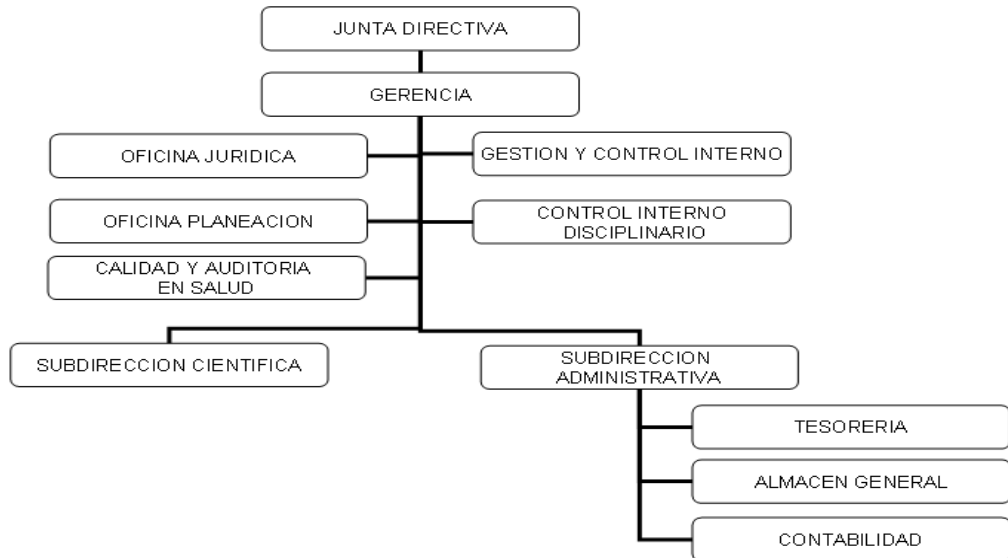 JUNTA DIRECTIVA
GERENCIA
OFICINA JURIDICA
GESTION Y CONTROL INTERNO
OFICINA PLANEACION
CONTROL INTERNO
DISCIPLINARIO
CALIDAD Y AUDITORIA
EN SALUD
SUBDIRECCION CIENTIFICA
SUBDIRECCION
ADMINISTRATIVA
TESORERIA
ALMACEN GENERAL
CONTABILIDAD